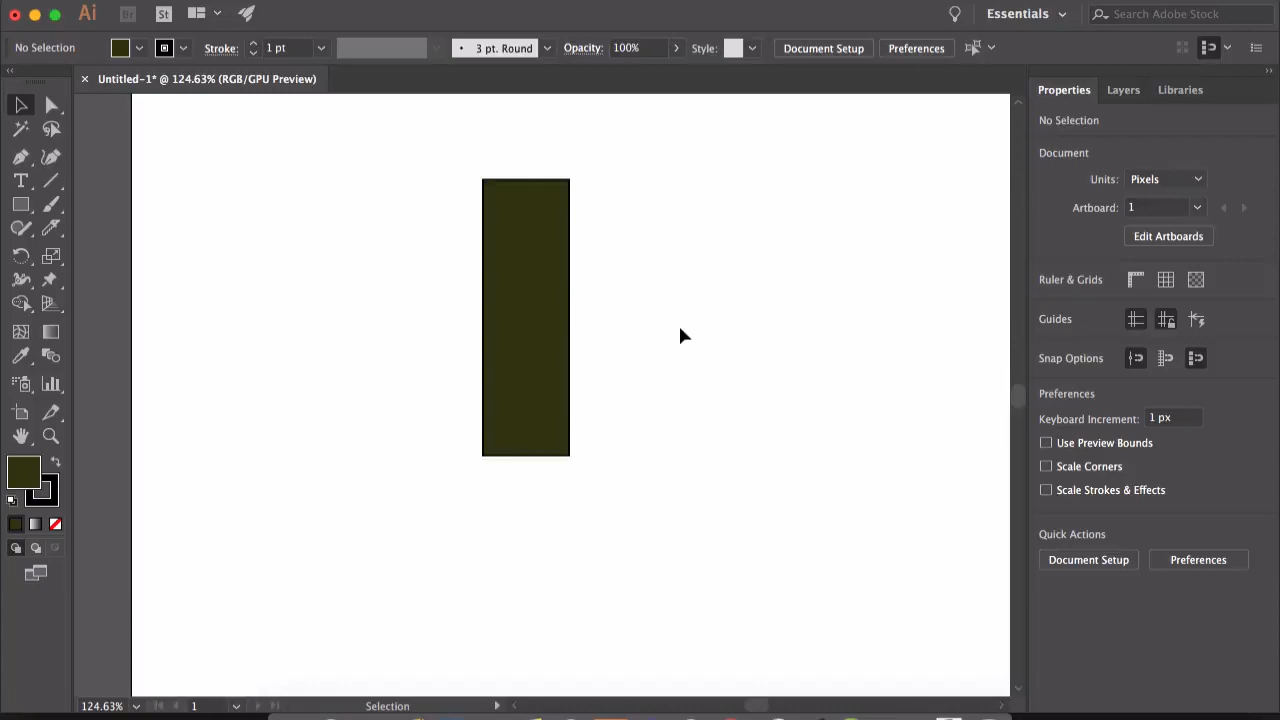 Ai Br St Essentials Search Adobe Stock
No Selection Stroke: 1 pt 3 pt. Round Opacity: 100% Style: Document Setup Preferences
Untitled-1* @ 124.63% (RGB/GPU Preview)
Properties Layers Libraries
No Selection
Document
Units: Pixels
Artboard: 1
Edit Artboards
Ruler & Grids
Guides
Snap Options
Preferences
Keyboard Increment: 1 px
Use Preview Bounds
Scale Corners
Scale Strokes & Effects
Quick Actions
Document Setup Preferences
124.63% 1 Selection